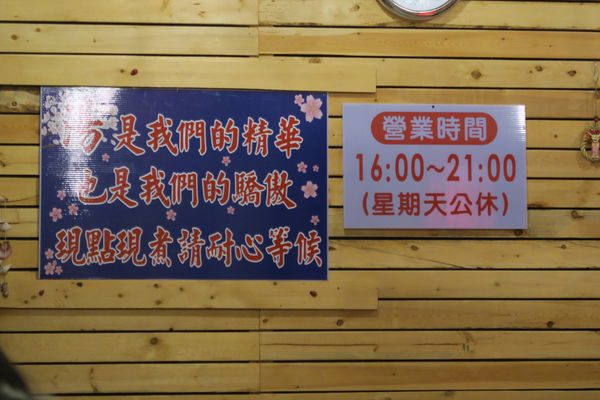 是我們的精華
也是我們的驕傲
現點現煮請耐心等候
營業時間
16:00~21:00
(星期天公休)